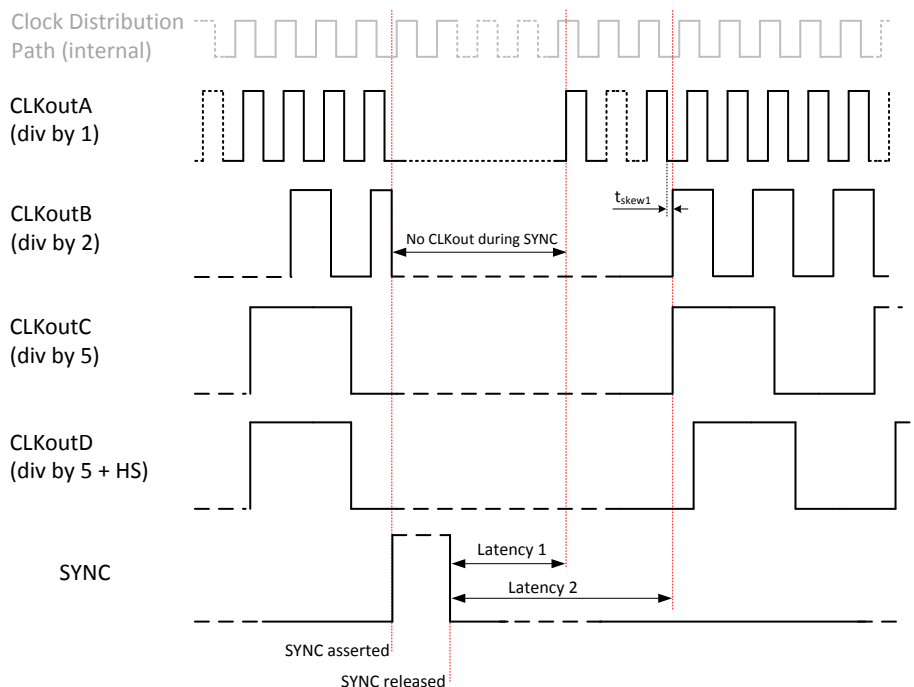 Clock Distribution
Path (internal)
CLKoutA
(div by 1)
CLKoutB
(div by 2)
tskew1
No CLKout during SYNC
CLKoutC
(div by 5)
CLKoutD
(div by 5 + HS)
SYNC
Latency 1
Latency 2
SYNC asserted
SYNC released